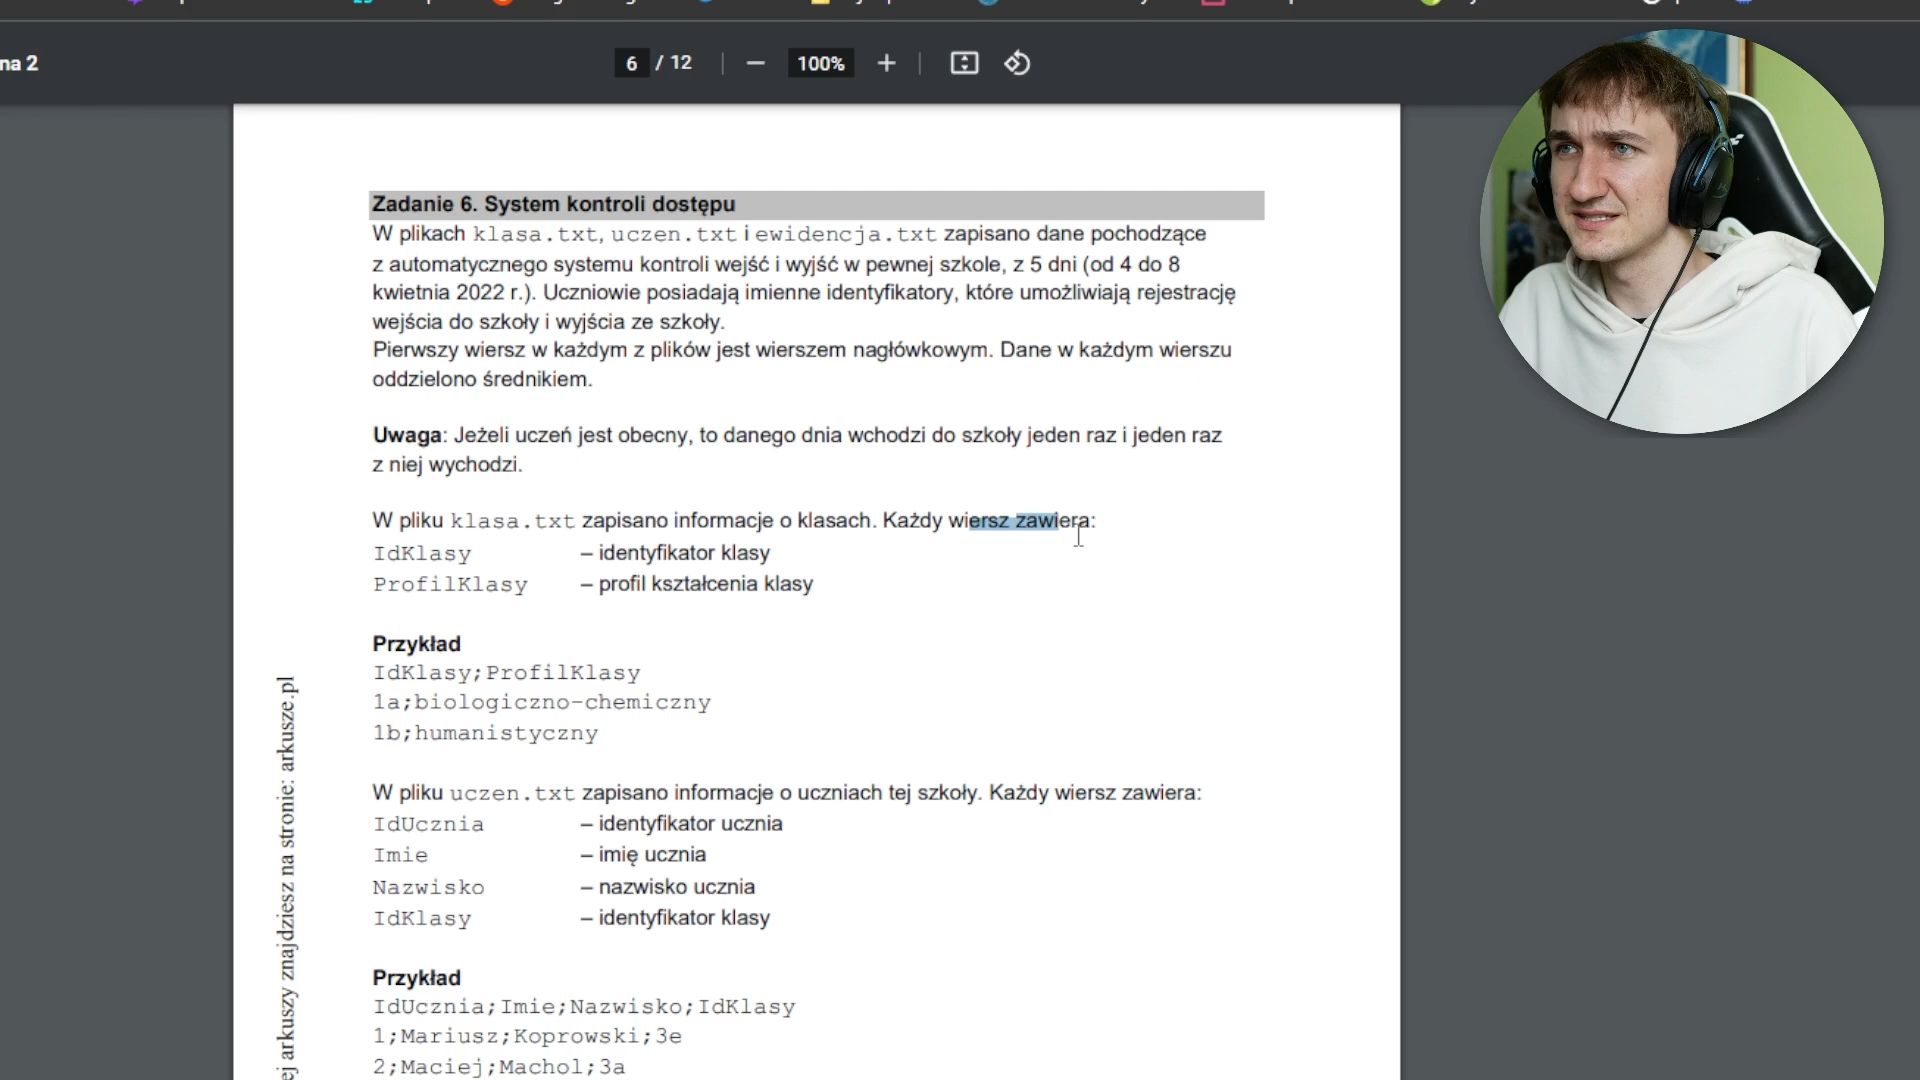 na 2
6 / 12
100%
Zadanie 6. System kontroli dostępu
W plikach klasa.txt, uczen.txt i ewidencja.txt zapisano dane pochodzące
z automatycznego systemu kontroli wejść i wyjść w pewnej szkole, z 5 dni (od 4 do 8
kwietnia 2022 r.). Uczniowie posiadają imienne identyfikatory, które umożliwiają rejestrację
wejścia do szkoły i wyjścia ze szkoły.
Pierwszy wiersz w każdym z plików jest wierszem nagłówkowym. Dane w każdym wierszu
oddzielono średnikiem.
Uwaga: Jeżeli uczeń jest obecny, to danego dnia wchodzi do szkoły jeden raz i jeden raz
z niej wychodzi.
W pliku klasa.txt zapisano informacje o klasach. Każdy wiersz zawiera:
IdKlasy – identyfikator klasy
ProfilKlasy – profil kształcenia klasy
Przykład
IdKlasy;ProfilKlasy
1a;biologiczno-chemiczny
1b;humanistyczny
W pliku uczen.txt zapisano informacje o uczniach tej szkoły. Każdy wiersz zawiera:
IdUcznia – identyfikator ucznia
Imie – imię ucznia
Nazwisko – nazwisko ucznia
IdKlasy – identyfikator klasy
Przykład
IdUcznia;Imie;Nazwisko;IdKlasy
1;Mariusz;Koprowski;3e
2;Maciej;Machol;3a
ej arkuszy znajdziesz na stronie: arkusze.pl